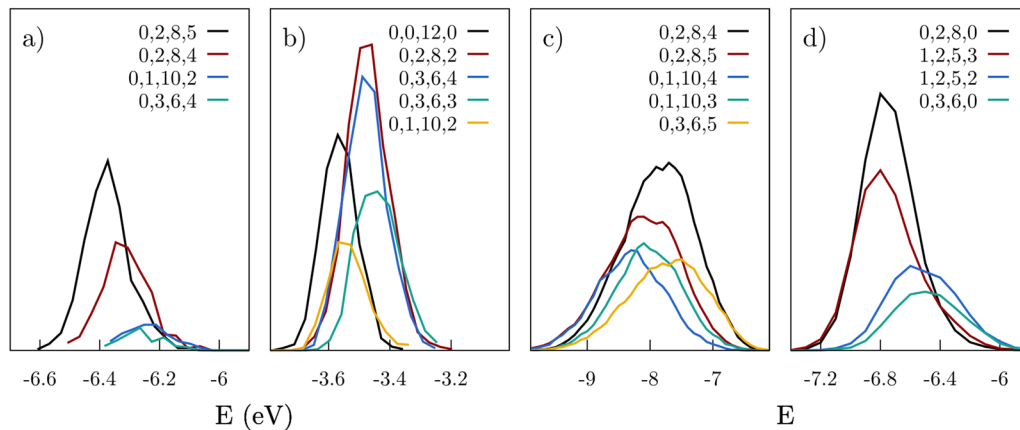 a)
0,2,8,5
0,2,8,4
0,1,10,2
0,3,6,4
-6.6 -6.4 -6.2 -6
b)
0,0,12,0
0,2,8,2
0,3,6,4
0,3,6,3
0,1,10,2
-3.6 -3.4 -3.2
E (eV)
c)
0,2,8,4
0,2,8,5
0,1,10,4
0,1,10,3
0,3,6,5
-9 -8 -7
d)
0,2,8,0
1,2,5,3
1,2,5,2
0,3,6,0
-7.2 -6.8 -6.4 -6
E